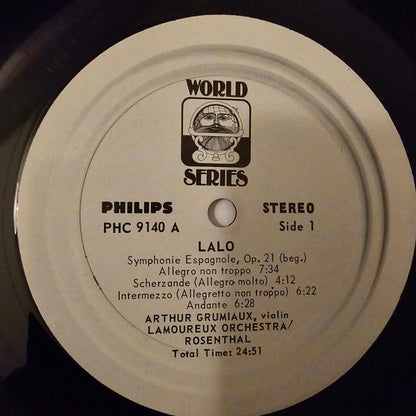 WORLD
SERIES
PHILIPS STEREO
PHC 9140 A Side 1
LALO
Symphonie Espagnole, Op. 21 (beg.)
Allegro non troppo 7:34
Scherzande (Allegro molto) 4:12
Intermezzo (Allegretto non troppo) 6:22
Andante 6:28
ARTHUR GRUMIAUX, violin
LAMOUREUX ORCHESTRA/
ROSENTHAL
Total Time: 24:51